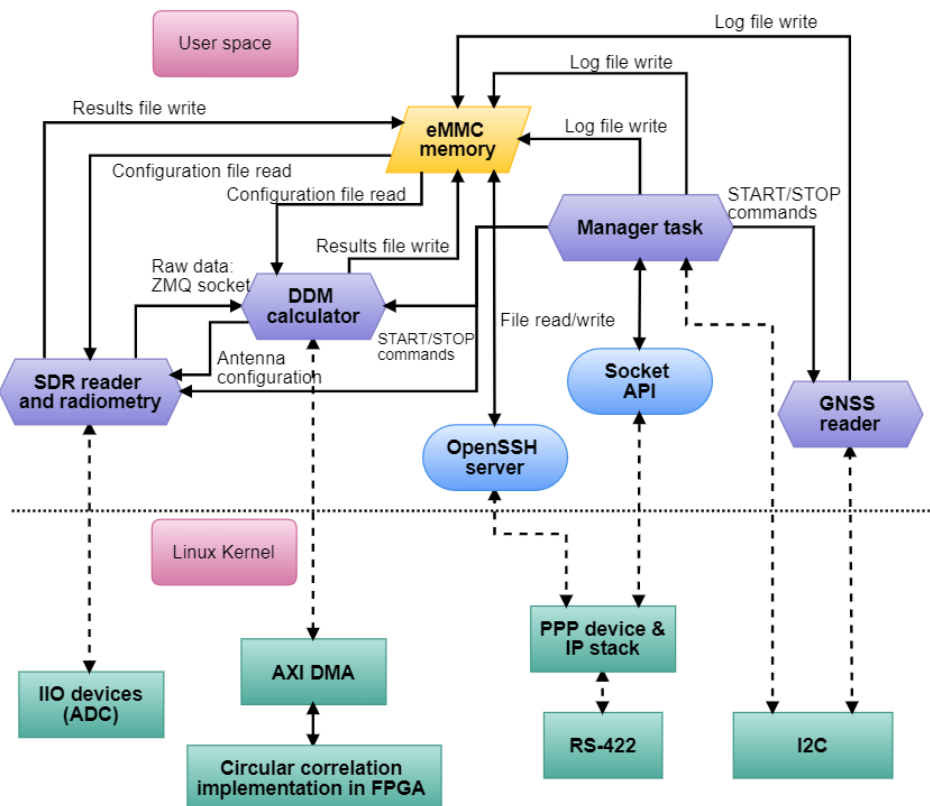 Log file write
User space
Log file write
Results file write
eMMC
memory
Log file write
Configuration file read
Configuration file read
START/STOP
commands
Manager task
Results file write
Raw data:
ZMQ socket
DDM
calculator
File read/write
START/STOP
commands
Antenna
configuration
Socket
API
SDR reader
and radiometry
GNSS
reader
OpenSSH
server
Linux Kernel
PPP device &
IP stack
AXI DMA
IIO devices
(ADC)
RS-422
I2C
Circular correlation
implementation in FPGA